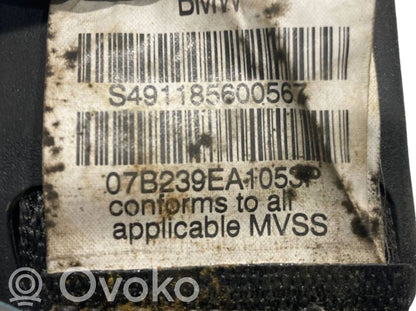 BMW
S491185600567
07B239EA1053P
conforms to all
applicable MVSS
Ovoko